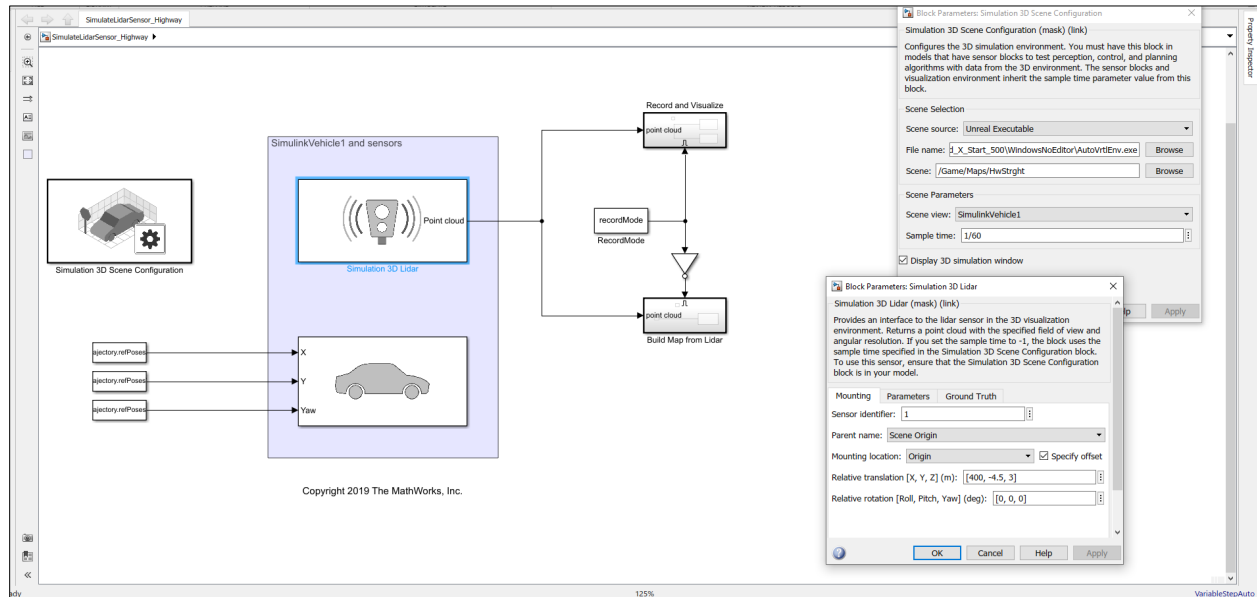 SimulateLidarSensor_Highway
SimulateLidarSensor_Highway
SimulinkVehicle1 and sensors
Point cloud
Simulation 3D Lidar
Simulation 3D Scene Configuration
ajectory.refPoses
ajectory.refPoses
ajectory.refPoses
X
Y
Yaw
Record and Visualize
point cloud
recordMode
RecordMode
point cloud
Build Map from Lidar
Copyright 2019 The MathWorks, Inc.
Block Parameters: Simulation 3D Scene Configuration
Simulation 3D Scene Configuration (mask) (link)
Configures the 3D simulation environment. You must have this block in
models that have sensor blocks to test perception, control, and planning
algorithms with data from the 3D environment. The sensor blocks and
visualization environment inherit the sample time parameter value from this
block.
Scene Selection
Scene source: Unreal Executable
File name: d_X_Start_500\WindowsNoEditor\AutoVrtlEnv.exe Browse
Scene: /Game/Maps/HwStrght Browse
Scene Parameters
Scene view: SimulinkVehicle1
Sample time: 1/60
Display 3D simulation window
lp Apply
Block Parameters: Simulation 3D Lidar
Simulation 3D Lidar (mask) (link)
Provides an interface to the lidar sensor in the 3D visualization
environment. Returns a point cloud with the specified field of view and
angular resolution. If you set the sample time to -1, the block uses the
sample time specified in the Simulation 3D Scene Configuration block.
To use this sensor, ensure that the Simulation 3D Scene Configuration
block is in your model.
Mounting Parameters Ground Truth
Sensor identifier: 1
Parent name: Scene Origin
Mounting location: Origin Specify offset
Relative translation [X, Y, Z] (m): [400, -4.5, 3]
Relative rotation [Roll, Pitch, Yaw] (deg): [0, 0, 0]
OK Cancel Help Apply
Property Inspector
ady
125%
VariableStepAuto